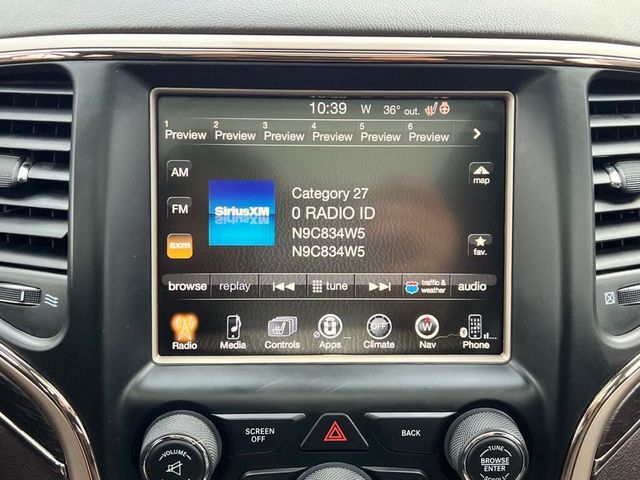 10:39 W 36° out.
1 2 3 4 5 6
Preview Preview Preview Preview Preview Preview
AM
map
Category 27
SiriusXM
0 RADIO ID
FM
N9C834W5
N9C834W5
sxm
fav.
browse replay tune traffic & weather audio
OFF
W
Radio Media Controls Apps Climate Nav Phone
SCREEN OFF
BACK
VOLUME
TUNE
BROWSE
ENTER
SCROLL